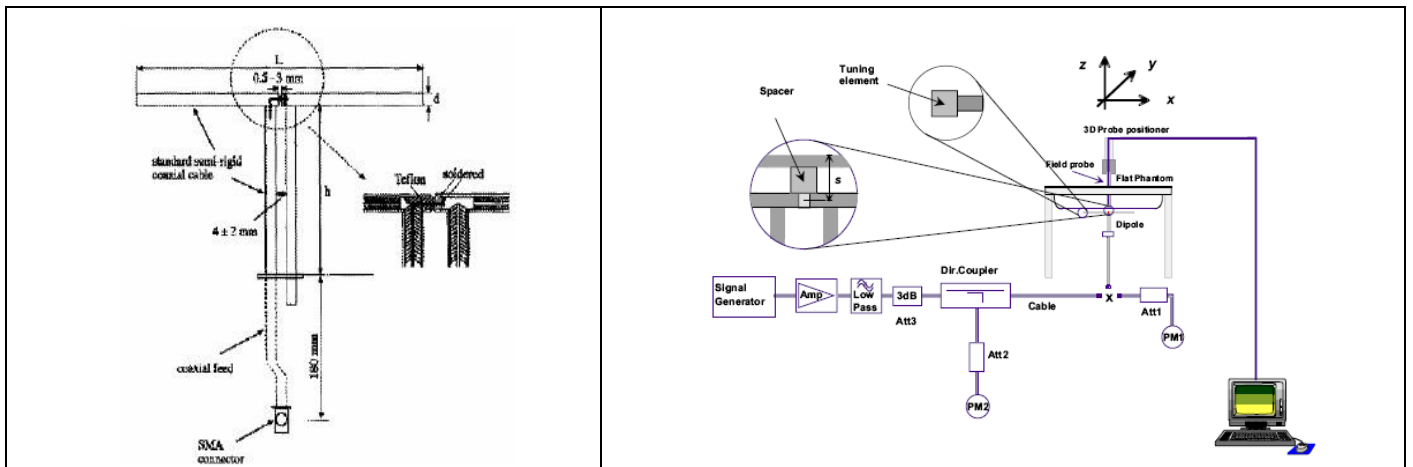 L
0.5 - 3 mm
d
standard semi-rigid
coaxial cable
h
Teflon
soldered
4 ± 2 mm
coaxial feed
180 mm
SMA
connector
Tuning
element
Spacer
s
z
y
x
3D Probe positioner
Field probe
Flat Phantom
Dipole
Signal
Generator
Amp
Low
Pass
3dB
Att3
Dir.Coupler
Cable
x
Att1
PM1
Att2
PM2